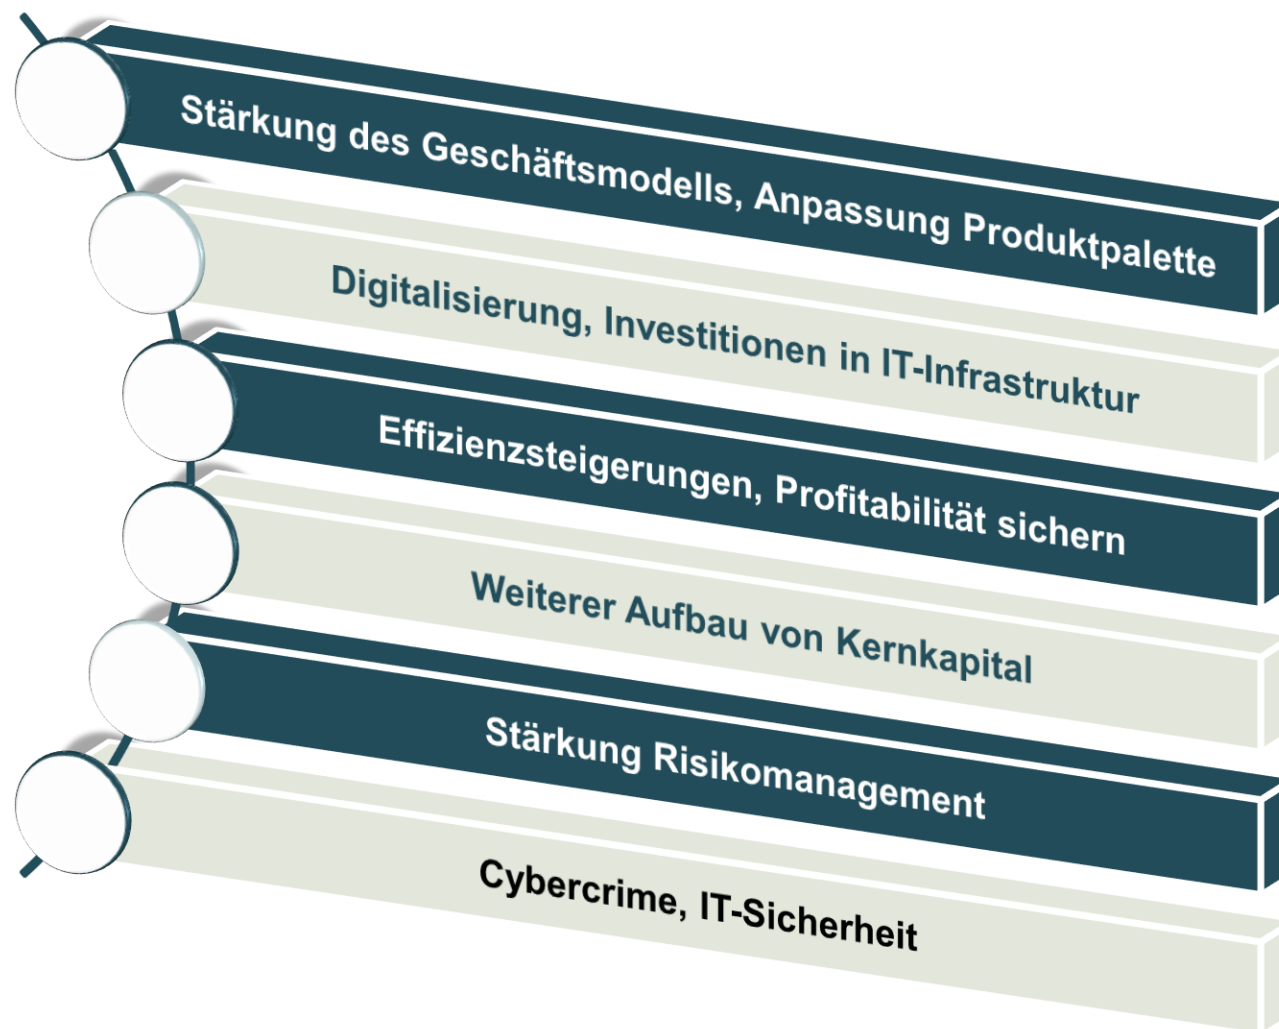 Stärkung des Geschäftsmodells, Anpassung Produktpalette
Digitalisierung, Investitionen in IT-Infrastruktur
Effizienzsteigerungen, Profitabilität sichern
Weiterer Aufbau von Kernkapital
Stärkung Risikomanagement
Cybercrime, IT-Sicherheit